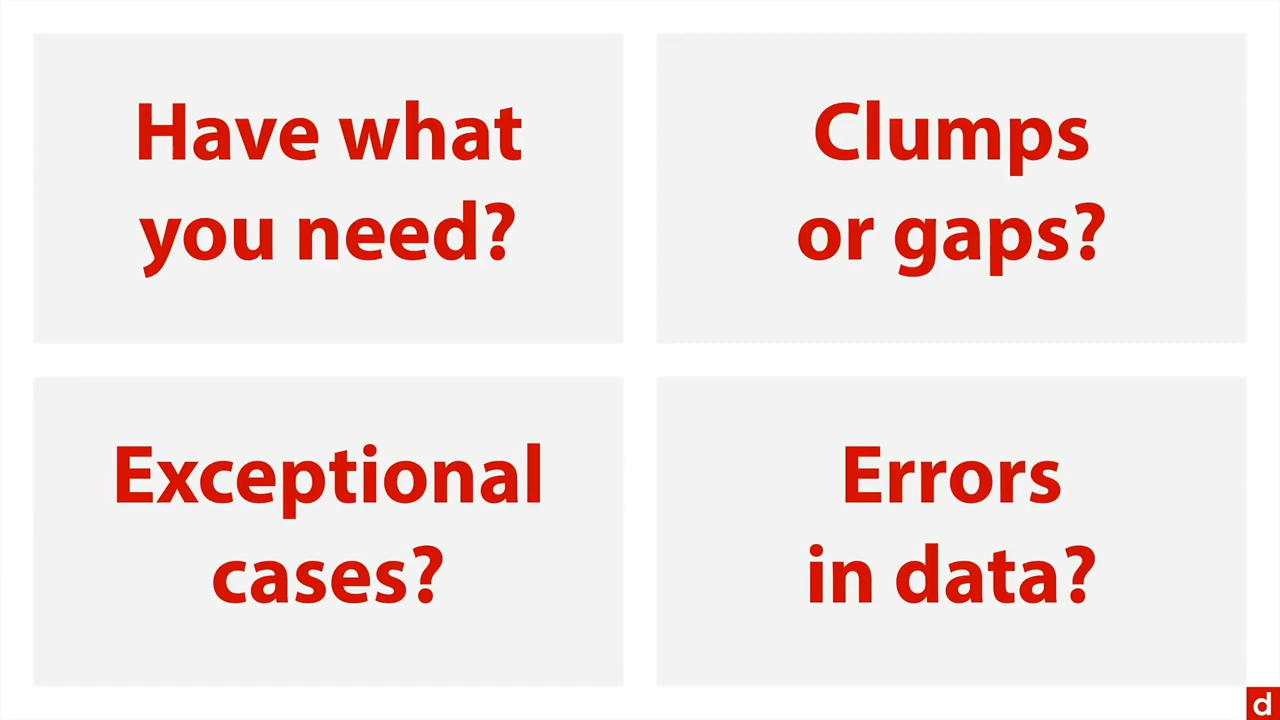 Have what
you need?
Clumps
or gaps?
Exceptional
cases?
Errors
in data?
d